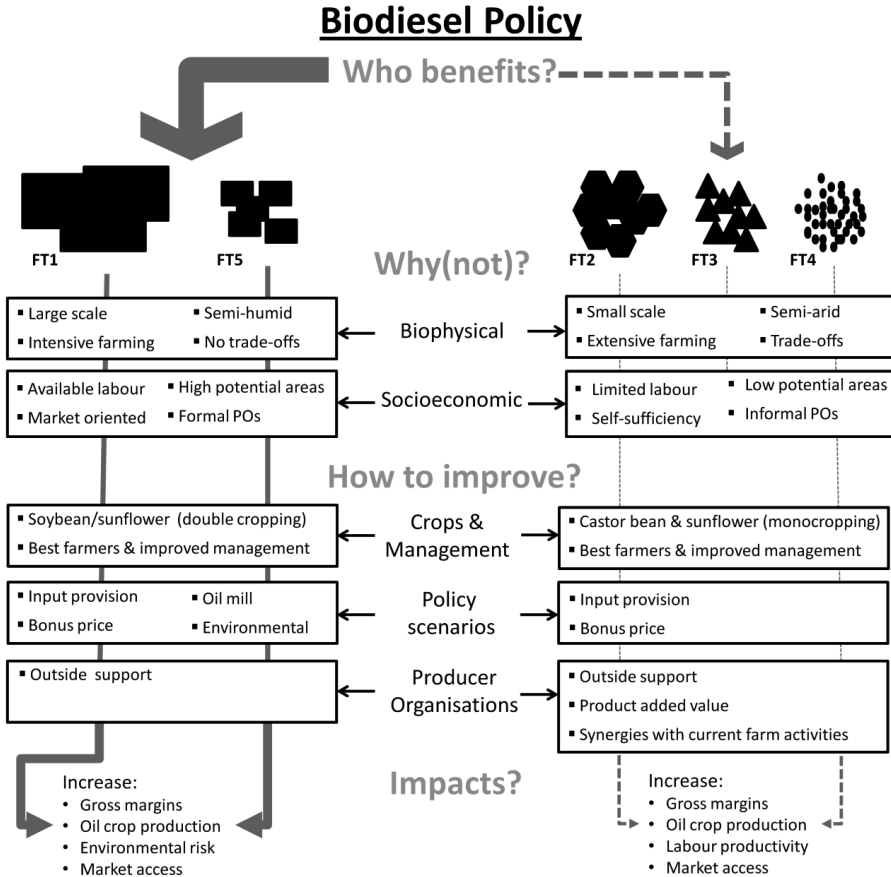 Biodiesel Policy
Who benefits?
FT1
FT5
FT2
FT3
FT4
Why(not)?
▪ Large scale
▪ Semi-humid
▪ Intensive farming
▪ No trade-offs
Biophysical
▪ Small scale
▪ Semi-arid
▪ Extensive farming
▪ Trade-offs
▪ Available labour
▪ High potential areas
▪ Market oriented
▪ Formal POs
Socioeconomic
▪ Limited labour
▪ Low potential areas
▪ Self-sufficiency
▪ Informal POs
How to improve?
▪ Soybean/sunflower (double cropping)
▪ Best farmers & improved management
Crops &
Management
▪ Castor bean & sunflower (monocropping)
▪ Best farmers & improved management
▪ Input provision
▪ Oil mill
▪ Bonus price
▪ Environmental
Policy
scenarios
▪ Input provision
▪ Bonus price
▪ Outside support
Producer
Organisations
▪ Outside support
▪ Product added value
▪ Synergies with current farm activities
Impacts?
Increase:
• Gross margins
• Oil crop production
• Environmental risk
• Market access
Increase:
• Gross margins
• Oil crop production
• Labour productivity
• Market access